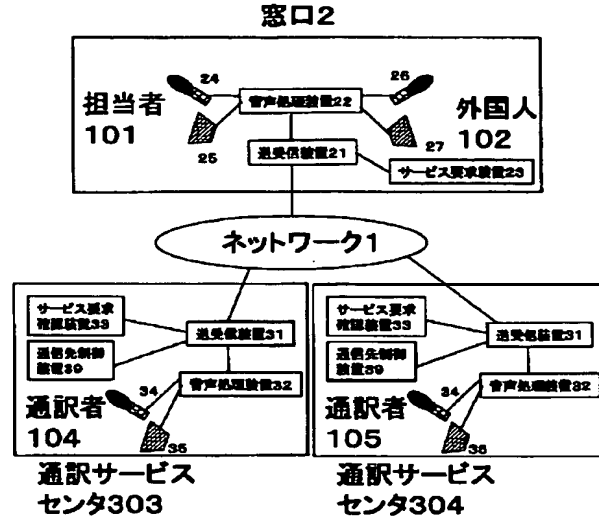 窓口2
24
26
担当者
101
音声処理装置22
外国人
102
25
27
送受信装置21
サービス要求装置23
ネットワーク1
サービス要求
確認装置33
送受信装置31
通信先制御
装置39
音声処理装置32
34
通訳者
104
35
通訳サービス
センタ303
サービス要求
確認装置33
送受信装置31
通信先制御
装置39
音声処理装置32
34
通訳者
105
35
通訳サービス
センタ304